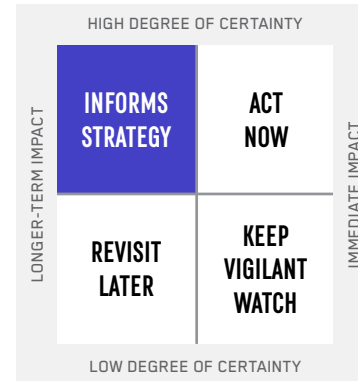 HIGH DEGREE OF CERTAINTY
LONGER-TERM IMPACT
INFORMS
STRATEGY
ACT
NOW
IMMEDIATE IMPACT
REVISIT
LATER
KEEP
VIGILANT
WATCH
LOW DEGREE OF CERTAINTY